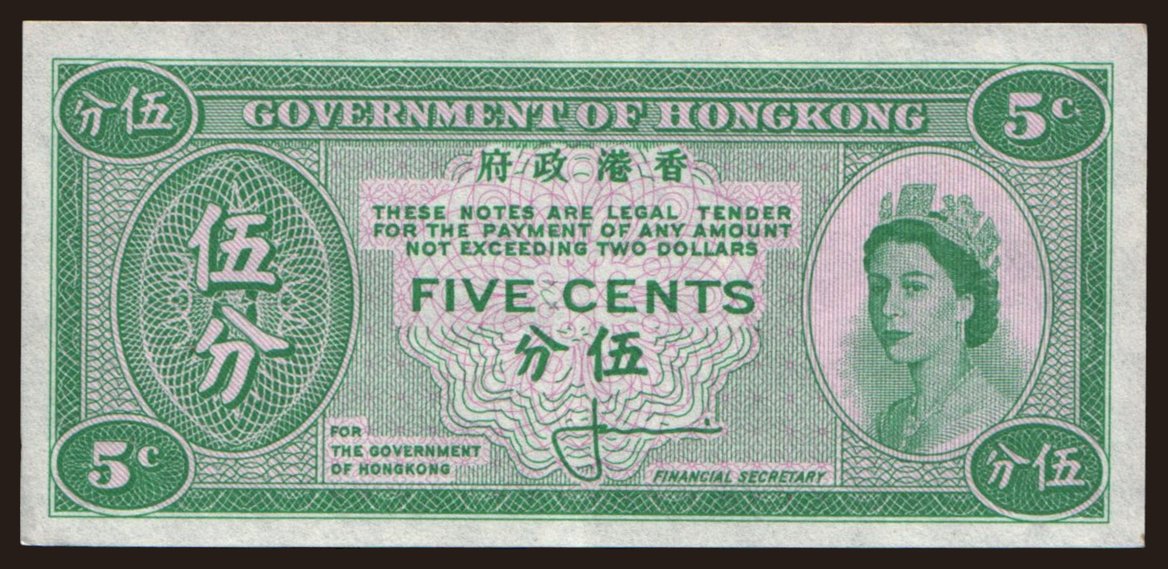 分伍
GOVERNMENT OF HONGKONG
5c.
府政港香
THESE NOTES ARE LEGAL TENDER
FOR THE PAYMENT OF ANY AMOUNT
NOT EXCEEDING TWO DOLLARS
FIVE CENTS
分伍
伍
分
FOR
THE GOVERNMENT
OF HONGKONG
FINANCIAL SECRETARY
5c
分伍